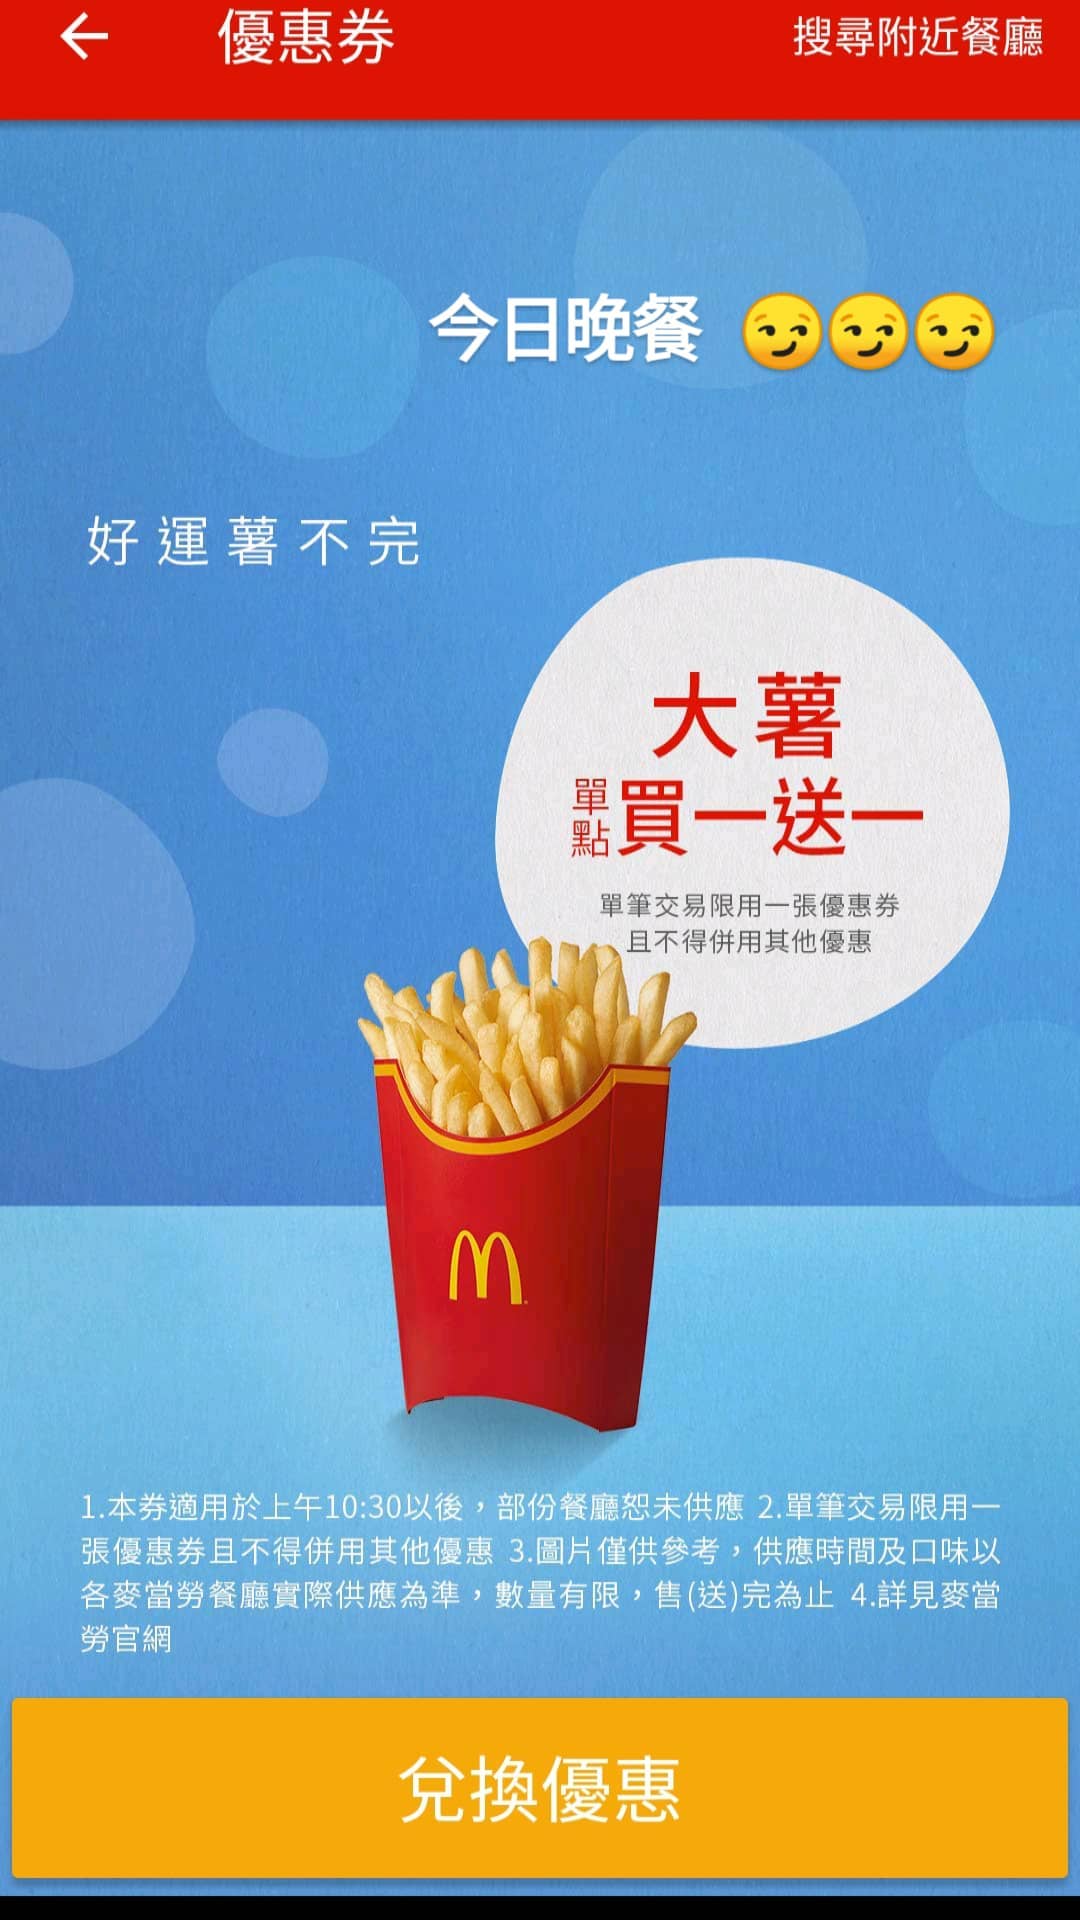 優惠券
搜尋附近餐廳
今日晚餐 😏😏😏
好運薯不完
大薯
單點買一送一
單筆交易限用一張優惠券
且不得併用其他優惠
1.本券適用於上午10:30以後，部份餐廳恕未供應 2.單筆交易限用一
張優惠券且不得併用其他優惠 3.圖片僅供參考，供應時間及口味以
各麥當勞餐廳實際供應為準，數量有限，售(送)完為止 4.詳見麥當
勞官網
兌換優惠